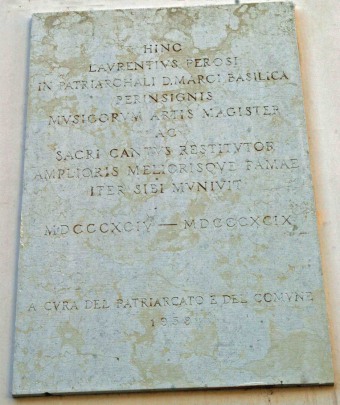 HINC
LAVRENTIVS PEROSI
IN PATRIARCHALI D. MARCI BASILICA
PERINSIGNIS
MVSICORVM ARTIS MAGISTER
AC
SACRI CANTVS RESTITVTOR
AMPLIORIS MELIORISQVE FAMAE
ITER SIBI MVNIVIT
MDCCCXCIV — MDCCCXCIX
A CVRA DEL PATRIARCATO E DEL COMVNE